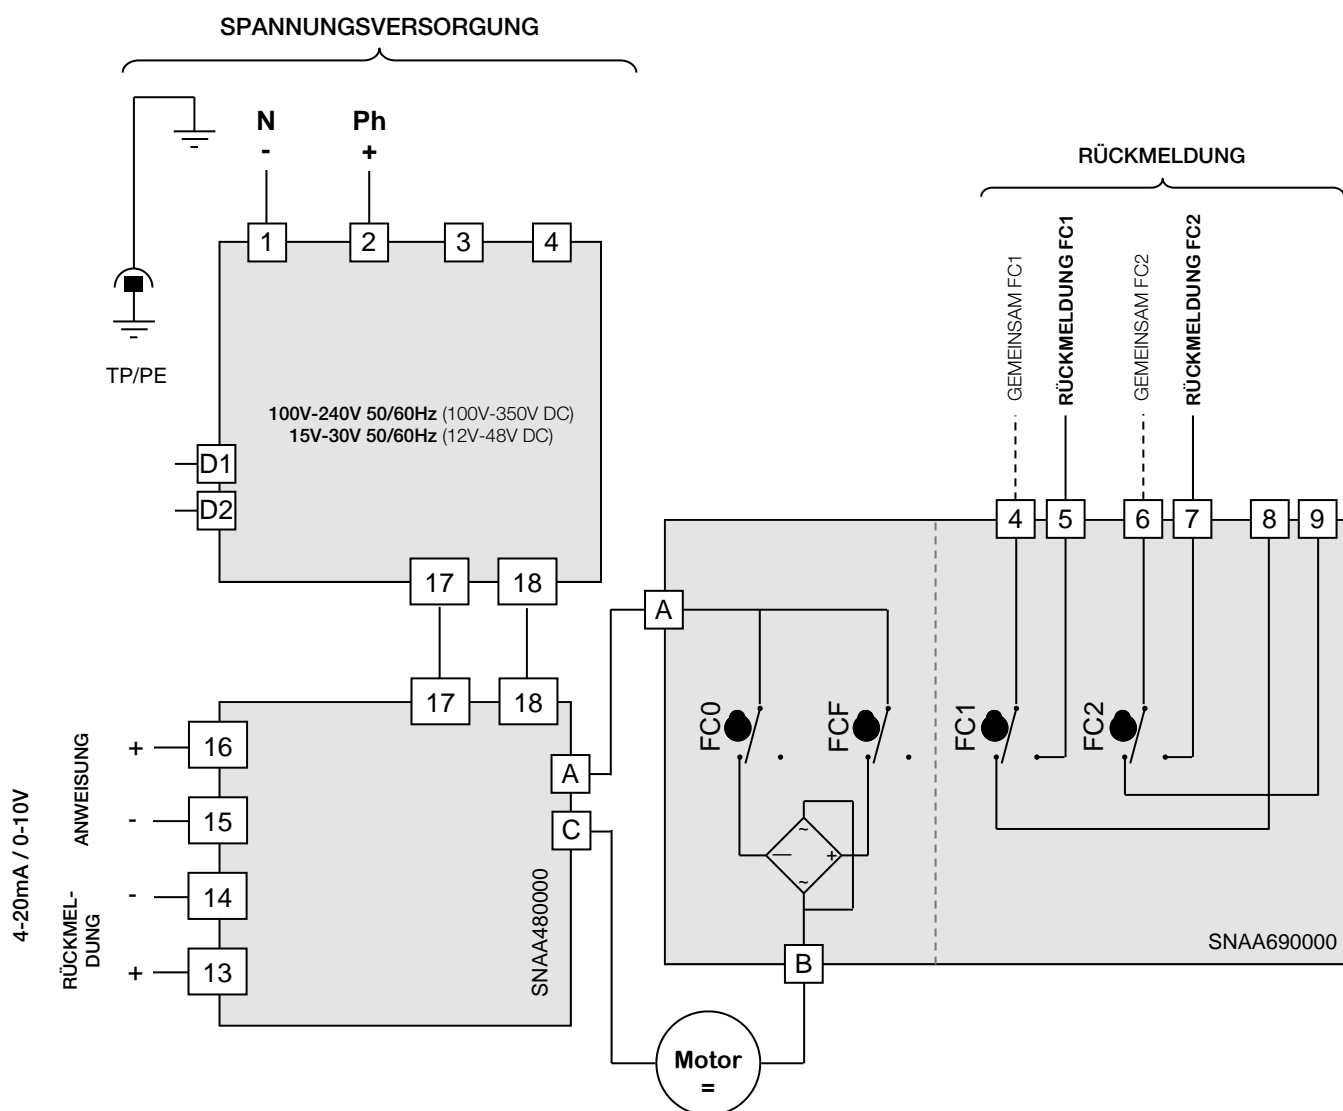 SPANNUNGSVERSORGUNG
N
-
Ph
+
RÜCKMELDUNG
GEMEINSAM FC1
RÜCKMELDUNG FC1
GEMEINSAM FC2
RÜCKMELDUNG FC2
1
2
3
4
TP/PE
100V-240V 50/60Hz (100V-350V DC)
15V-30V 50/60Hz (12V-48V DC)
D1
D2
17
18
4
5
6
7
8
9
A
17
18
FC0
FCF
FC1
FC2
4-20mA / 0-10V
ANWEISUNG
+
16
-
15
RÜCKMEL-
DUNG
-
14
+
13
A
C
SNAA480000
~
—
+
~
SNAA690000
B
Motor
=